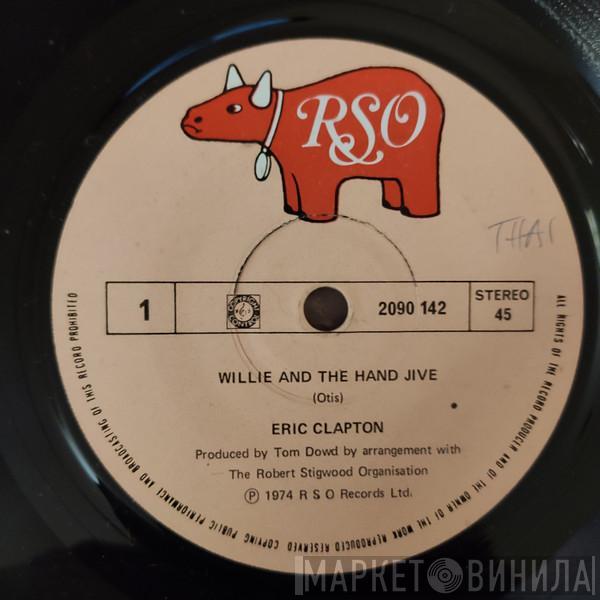 RSO
THAI
1
COPYRIGHT CONTROL
2090 142
STEREO
45
WILLIE AND THE HAND JIVE
(Otis)
ERIC CLAPTON
Produced by Tom Dowd by arrangement with
The Robert Stigwood Organisation
Ⓟ 1974 R S O Records Ltd.
ALL RIGHTS OF THE RECORD PRODUCER AND OF THE OWNER OF THE WORK REPRODUCED RESERVED COPYING PUBLIC PERFORMANCE AND BROADCASTING OF THIS RECORD PROHIBITED
МАРКЕТ ВИНИЛА